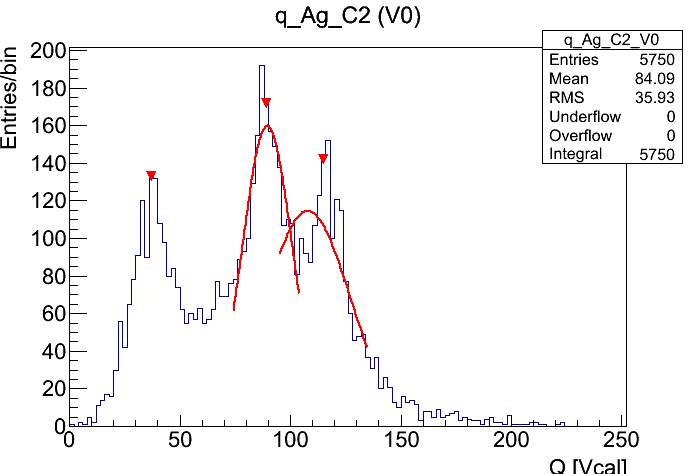 q_Ag_C2 (V0)
q_Ag_C2_V0
Entries 5750
Mean 84.09
RMS 35.93
Underflow 0
Overflow 0
Integral 5750
Entries/bin
200
180
160
140
120
100
80
60
40
20
0
0 50 100 150 200 250
Q [Vcal]